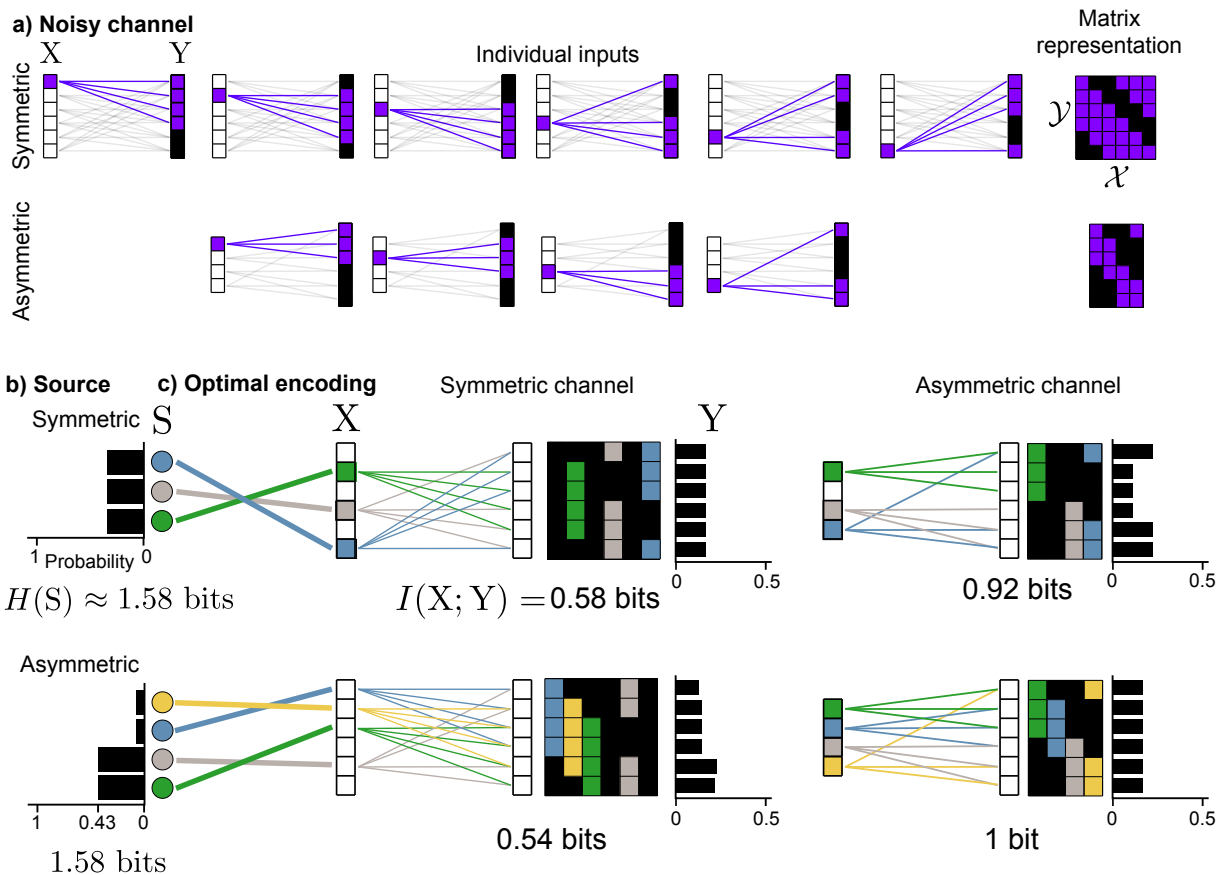 a) Noisy channel
X
Y
Individual inputs
Matrix
representation
Symmetric
𝒴
𝒳
Asymmetric
b) Source
c) Optimal encoding
Symmetric channel
Asymmetric channel
Symmetric
S
X
Y
1
Probability
0
0
0.5
0
0.5
H(S) ≈ 1.58 bits
I(X; Y) = 0.58 bits
0.92 bits
Asymmetric
1
0.43
0
0
0.5
0
0.5
1.58 bits
0.54 bits
1 bit